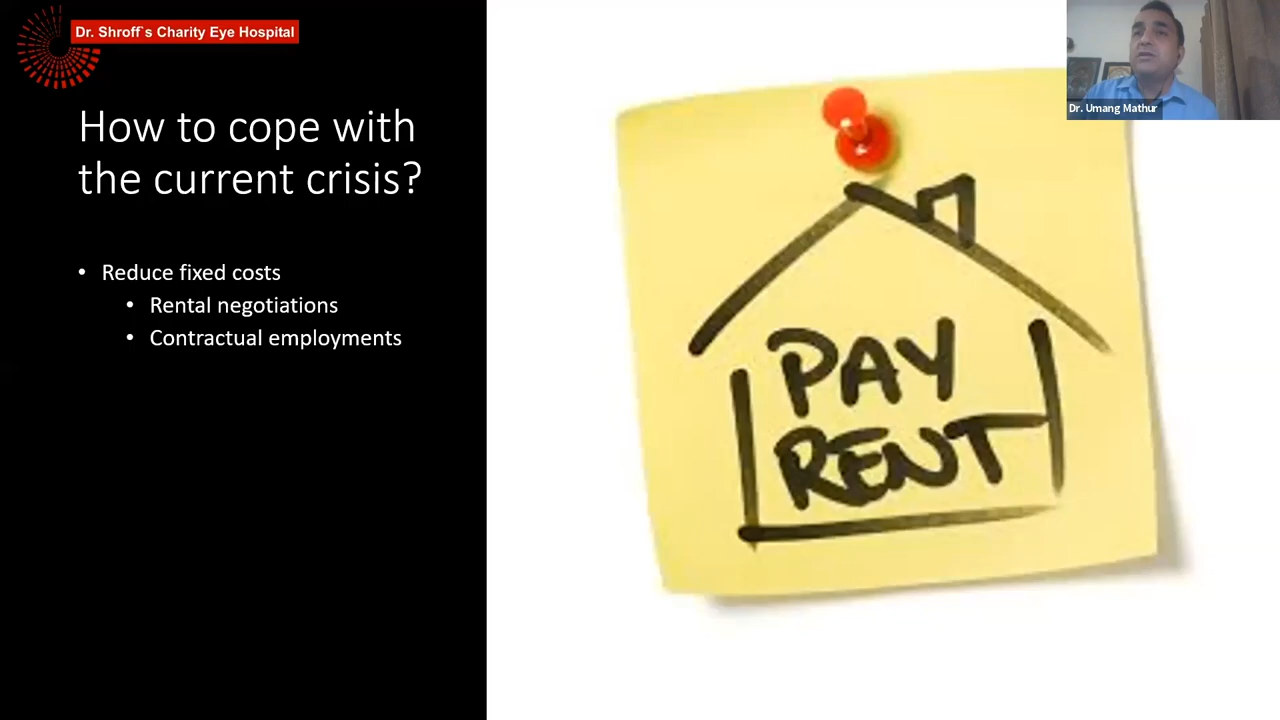 Dr. Shroff`s Charity Eye Hospital
Dr. Umang Mathur
How to cope with
the current crisis?
• Reduce fixed costs
• Rental negotiations
• Contractual employments
PAY
RENT